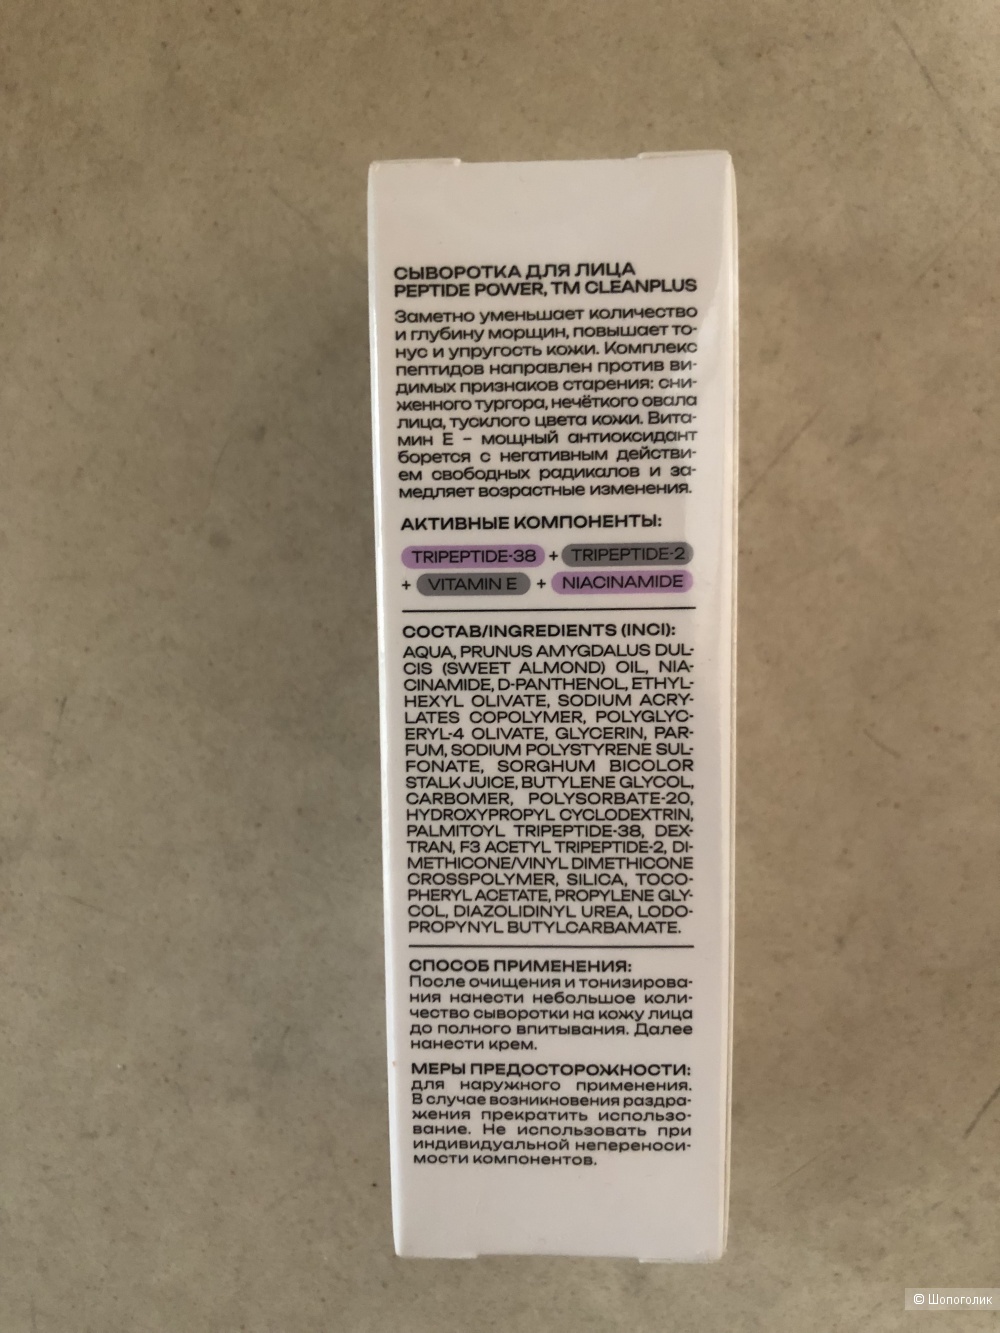 СЫВОРОТКА ДЛЯ ЛИЦА
PEPTIDE POWER, TM CLEANPLUS
Заметно уменьшает количество
и глубину морщин, повышает то-
нус и упругость кожи. Комплекс
пептидов направлен против ви-
димых признаков старения: сни-
женного тургора, нечёткого овала
лица, тусклого цвета кожи. Вита-
мин Е – мощный антиоксидант
борется с негативным действи-
ем свободных радикалов и за-
медляет возрастные изменения.
АКТИВНЫЕ КОМПОНЕНТЫ:
TRIPEPTIDE-38 + TRIPEPTIDE-2
+ VITAMIN E + NIACINAMIDE
СОСТАВ/INGREDIENTS (INCI):
AQUA, PRUNUS AMYGDALUS DUL-
CIS (SWEET ALMOND) OIL, NIA-
CINAMIDE, D-PANTHENOL, ETHYL-
HEXYL OLIVATE, SODIUM ACRY-
LATES COPOLYMER, POLYGLYC-
ERYL-4 OLIVATE, GLYCERIN, PAR-
FUM, SODIUM POLYSTYRENE SUL-
FONATE, SORGHUM BICOLOR
STALK JUICE, BUTYLENE GLYCOL,
CARBOMER, POLYSORBATE-20,
HYDROXYPROPYL CYCLODEXTRIN,
PALMITOYL TRIPEPTIDE-38, DEX-
TRAN, F3 ACETYL TRIPEPTIDE-2, DI-
METHICONE/VINYL DIMETHICONE
CROSSPOLYMER, SILICA, TOCO-
PHERYL ACETATE, PROPYLENE GLY-
COL, DIAZOLIDINYL UREA, LODO-
PROPYNYL BUTYLCARBAMATE.
СПОСОБ ПРИМЕНЕНИЯ:
После очищения и тонизирова-
ния нанести небольшое коли-
чество сыворотки на кожу лица
до полного впитывания. Далее
нанести крем.
МЕРЫ ПРЕДОСТОРОЖНОСТИ:
для наружного применения.
В случае возникновения раздра-
жения прекратить использо-
вание. Не использовать при
индивидуальной непереноси-
мости компонентов.
© Шопоголик